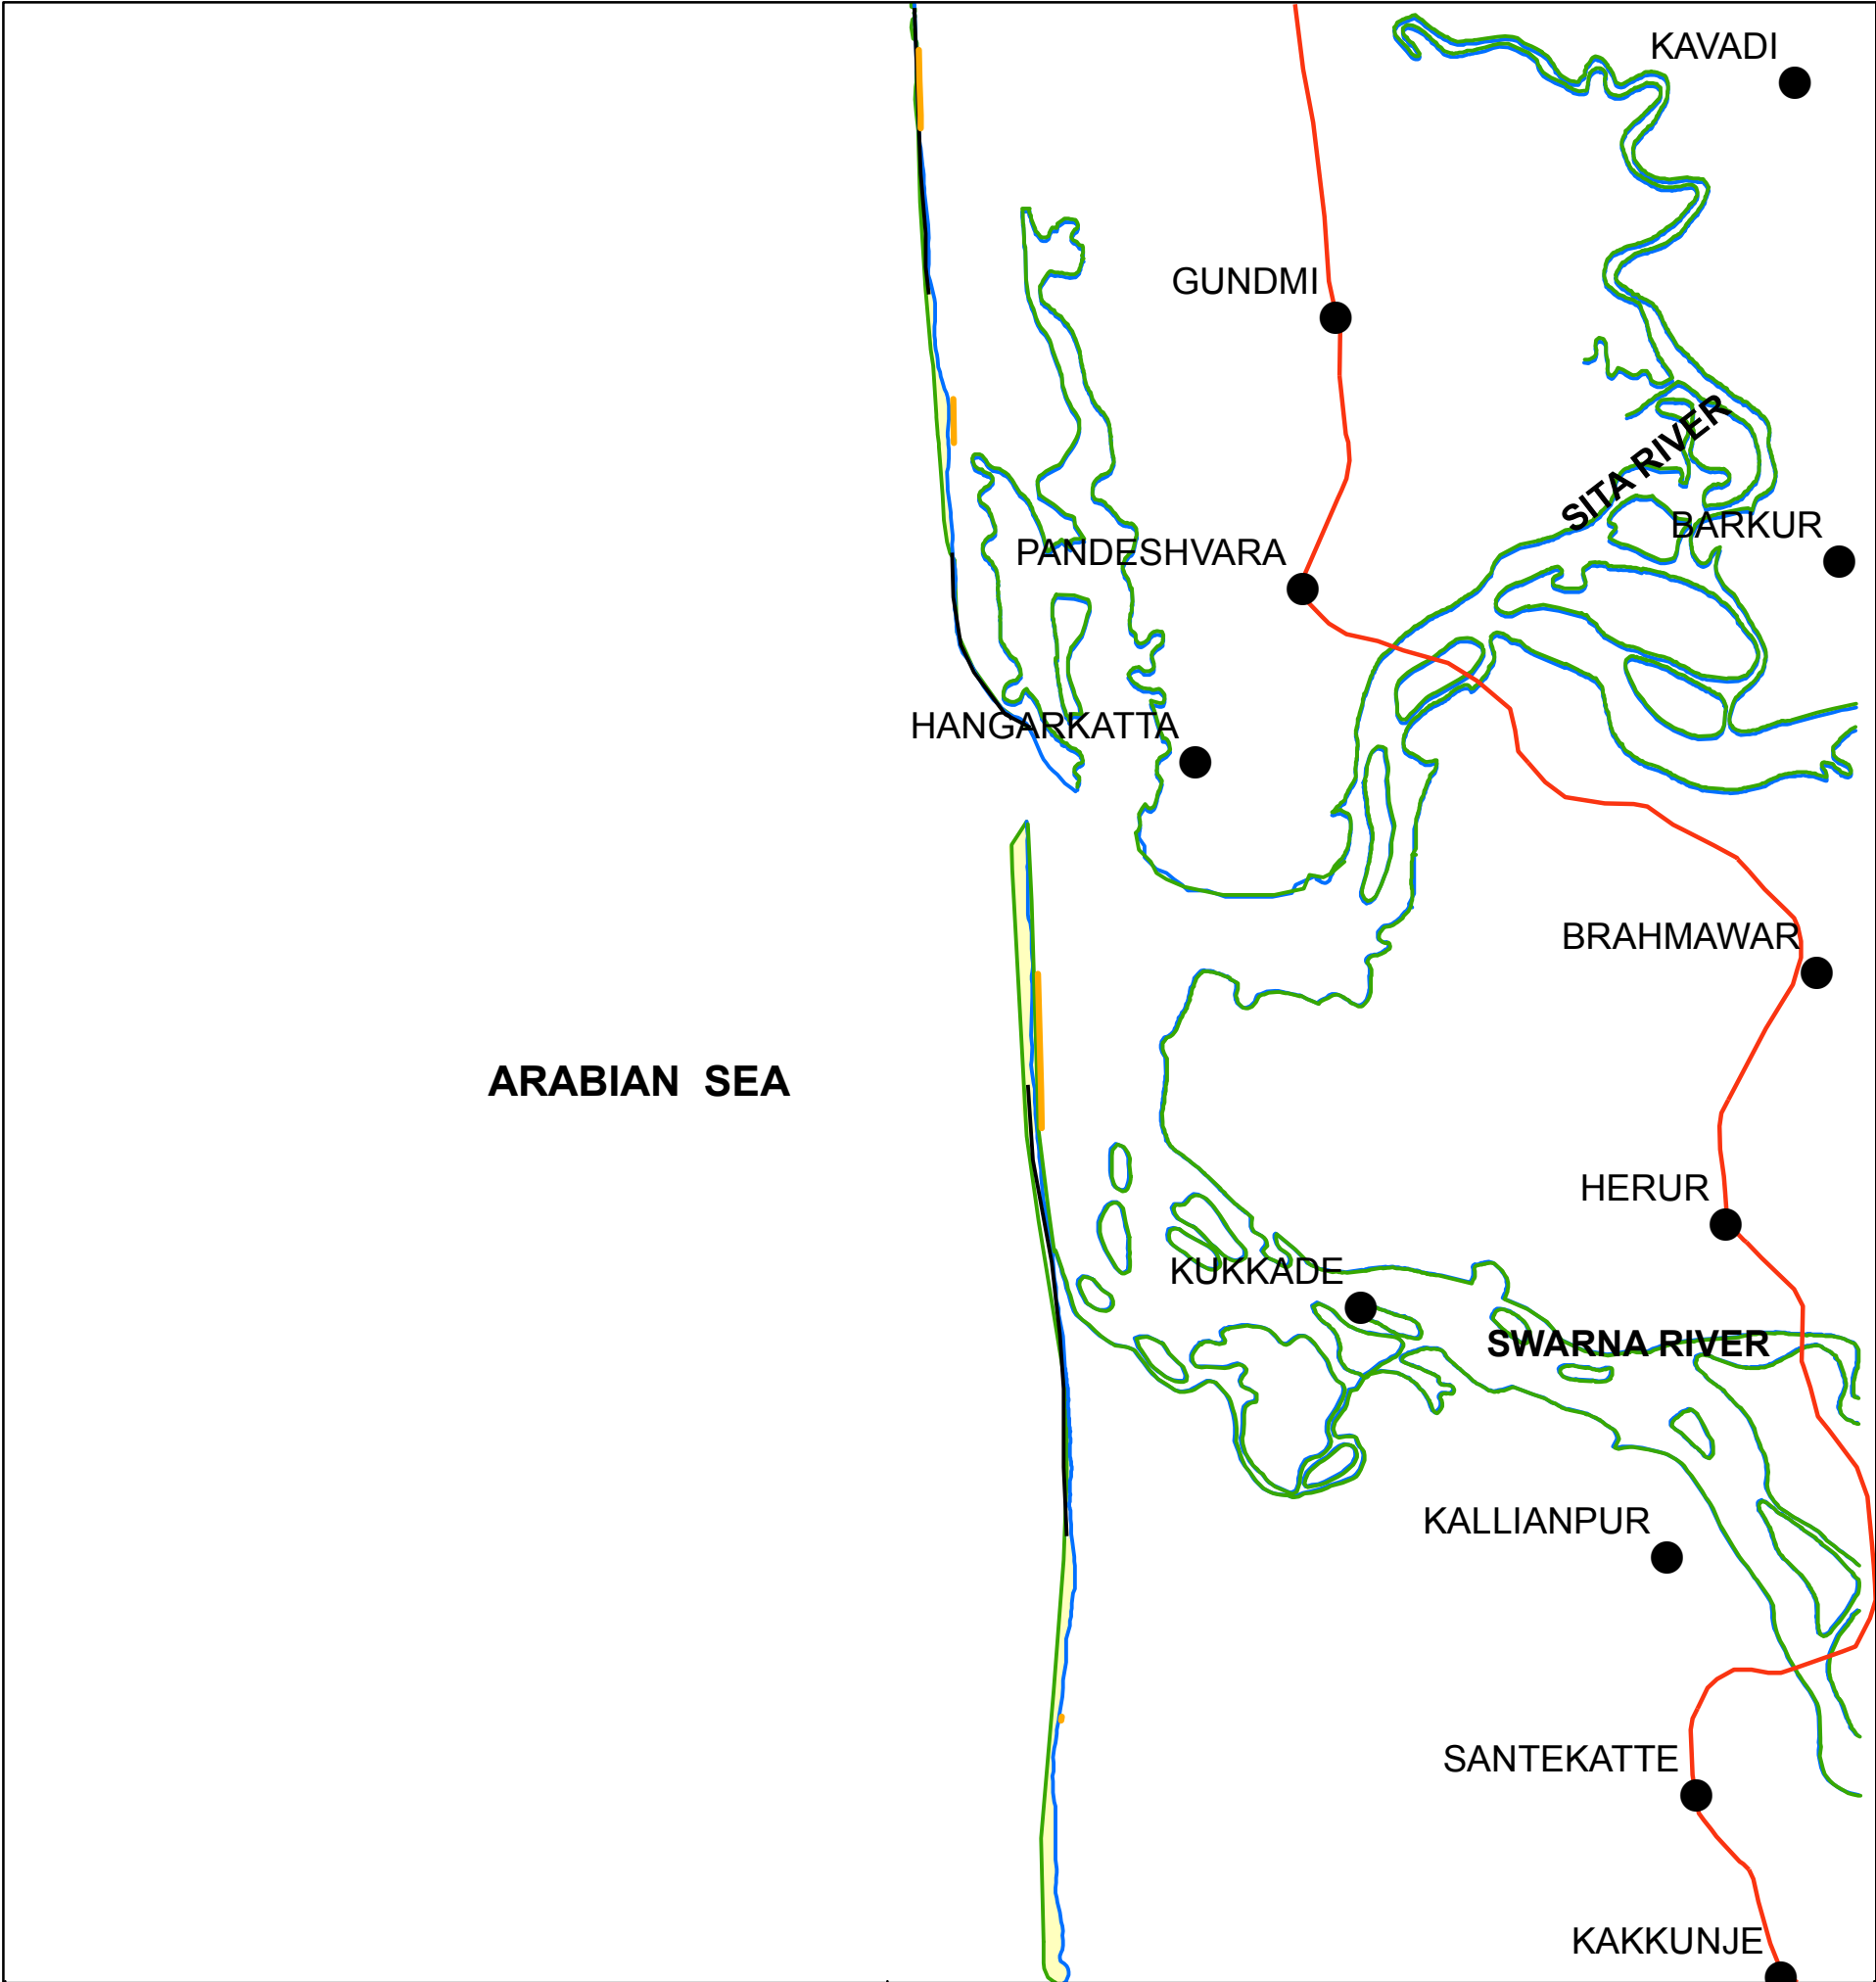 KAVADI
GUNDMI
SITA RIVER
BARKUR
PANDESHVARA
HANGARKATTA
BRAHMAWAR
ARABIAN SEA
HERUR
KUKKADE
SWARNA RIVER
KALLIANPUR
SANTEKATTE
KAKKUNJE